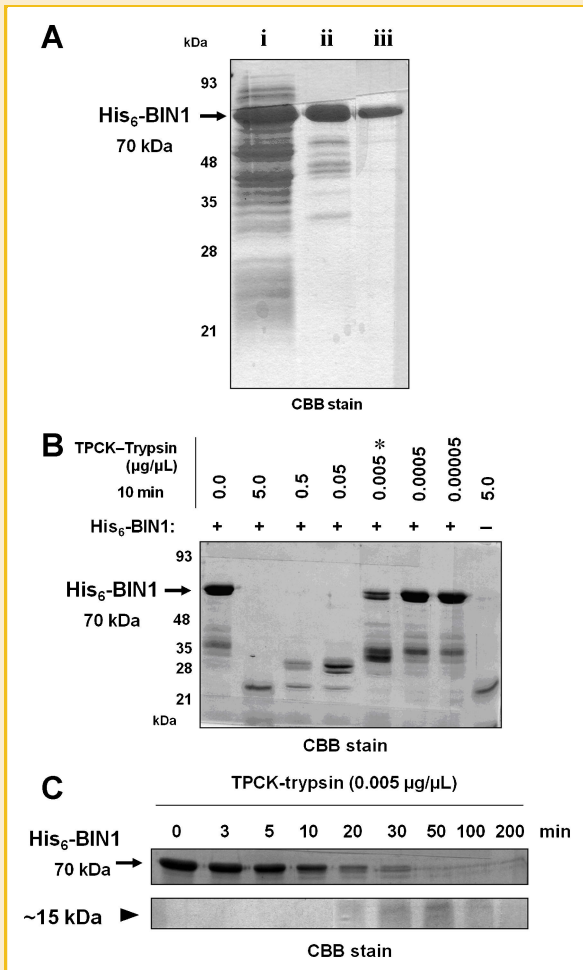 A
kDa
i ii iii
93
His6-BIN1
70 kDa
48
35
28
21
CBB stain
B
TPCK–Trypsin
(µg/µL)
10 min
0.0 5.0 0.5 0.05 0.005 * 0.0005 0.00005 5.0
His6-BIN1: + + + + + + + –
93
His6-BIN1
70 kDa
48
35
28
21
kDa
CBB stain
C
TPCK-trypsin (0.005 µg/µL)
0 3 5 10 20 30 50 100 200 min
His6-BIN1
70 kDa
~15 kDa
CBB stain